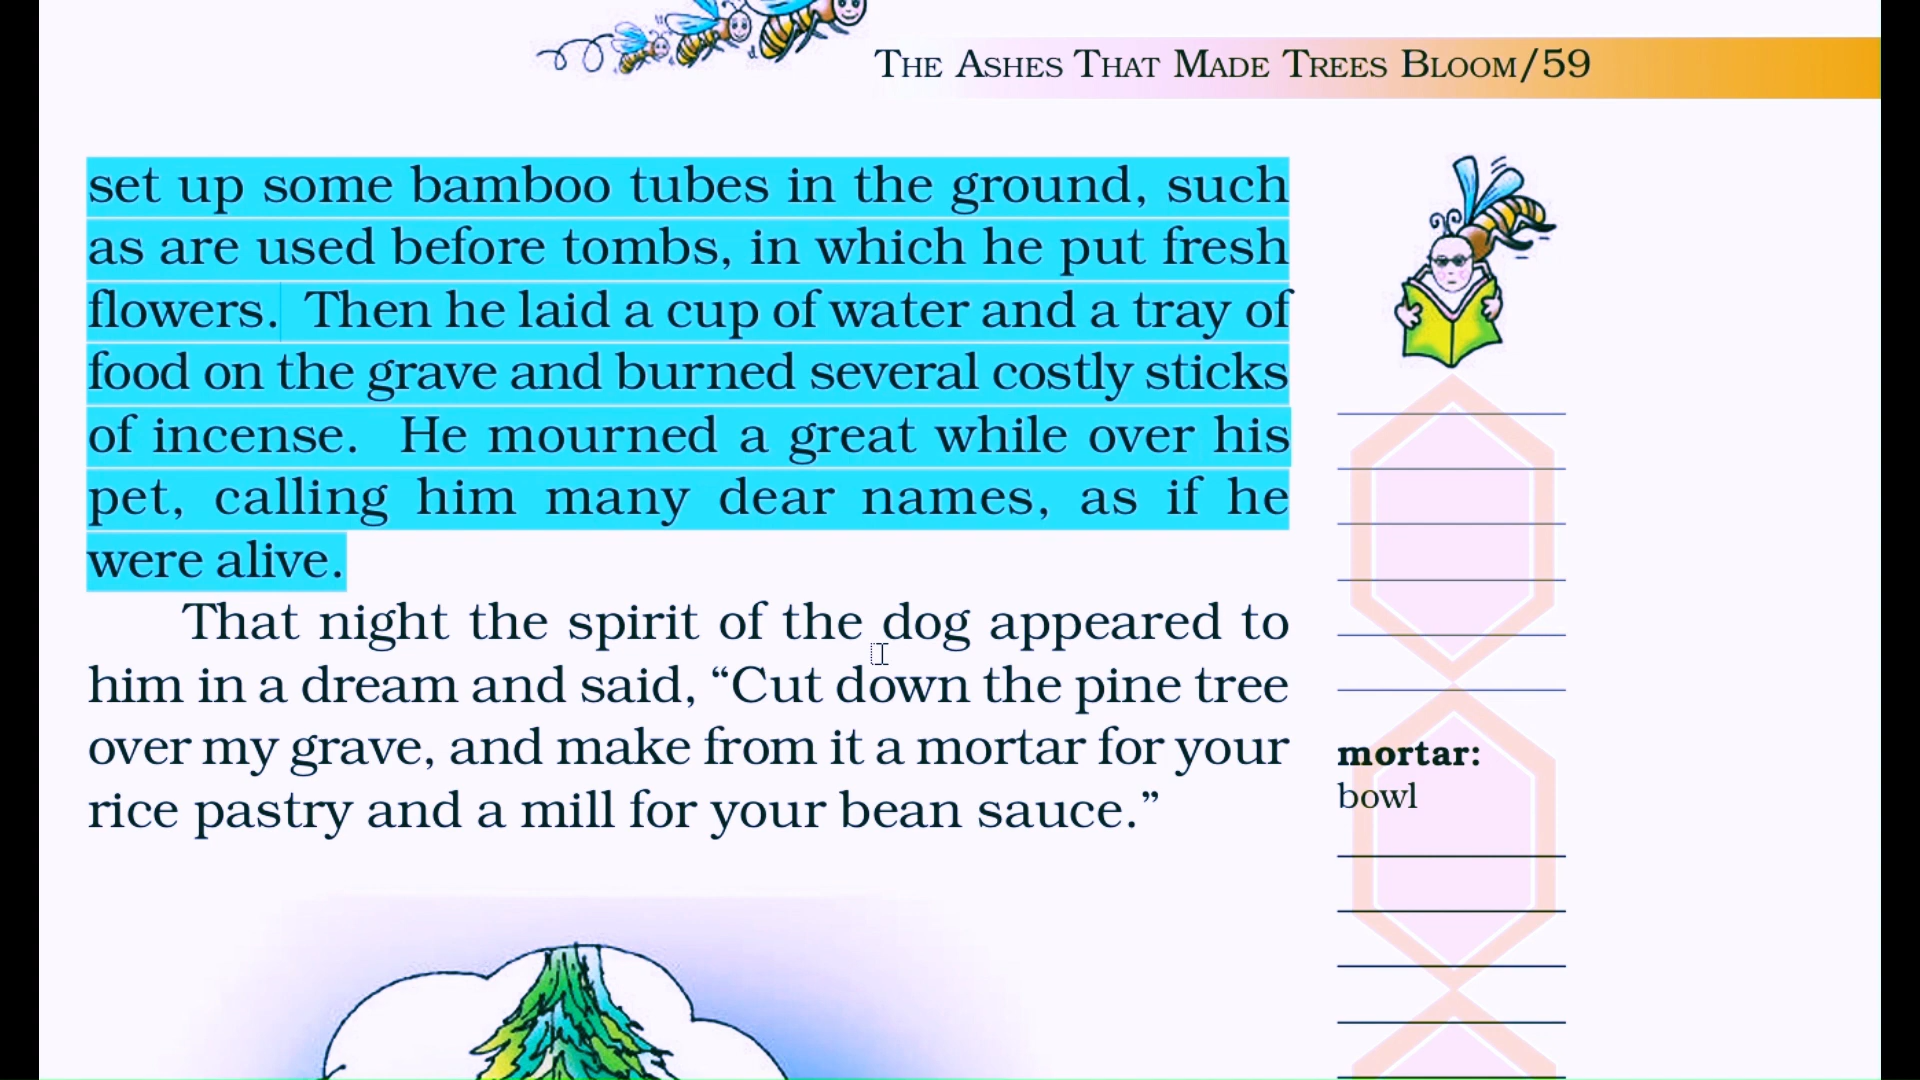 THE ASHES THAT MADE TREES BLOOM/59
set up some bamboo tubes in the ground, such
as are used before tombs, in which he put fresh
flowers. Then he laid a cup of water and a tray of
food on the grave and burned several costly sticks
of incense. He mourned a great while over his
pet, calling him many dear names, as if he
were alive.
That night the spirit of the dog appeared to
him in a dream and said, “Cut down the pine tree
over my grave, and make from it a mortar for your
rice pastry and a mill for your bean sauce.”
mortar:
bowl